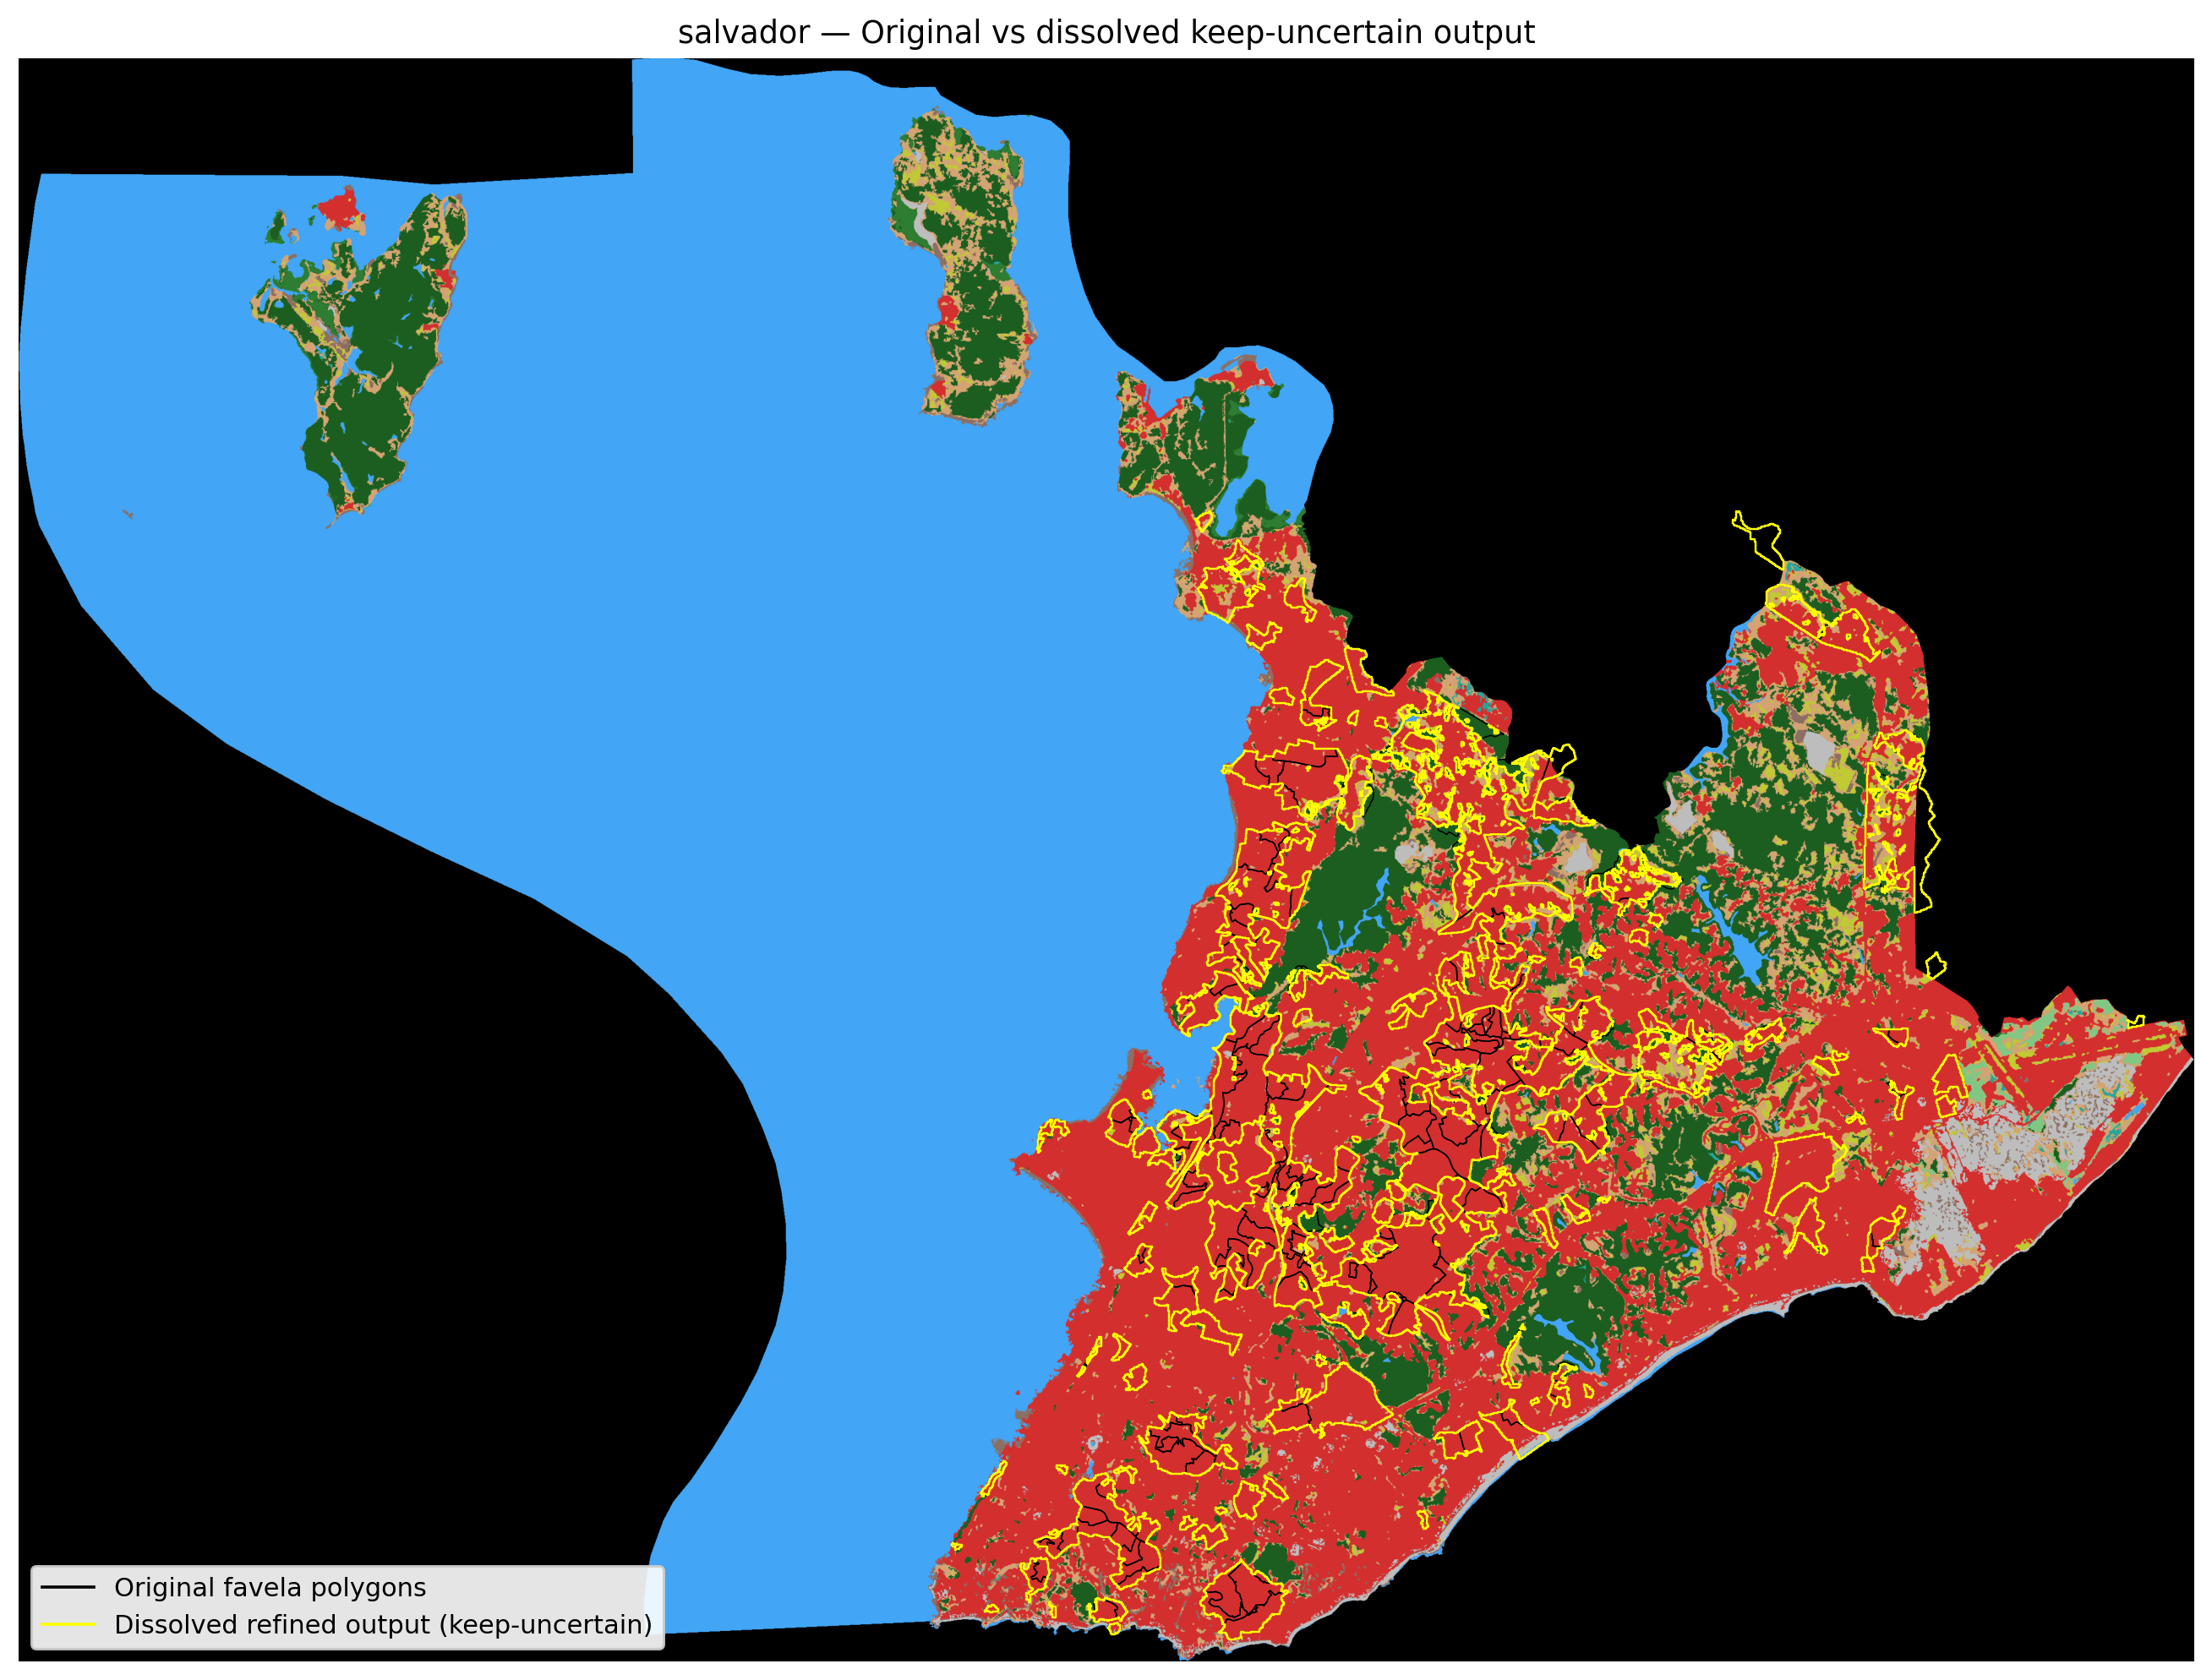 salvador — Original vs dissolved keep-uncertain output
Original favela polygons
Dissolved refined output (keep-uncertain)